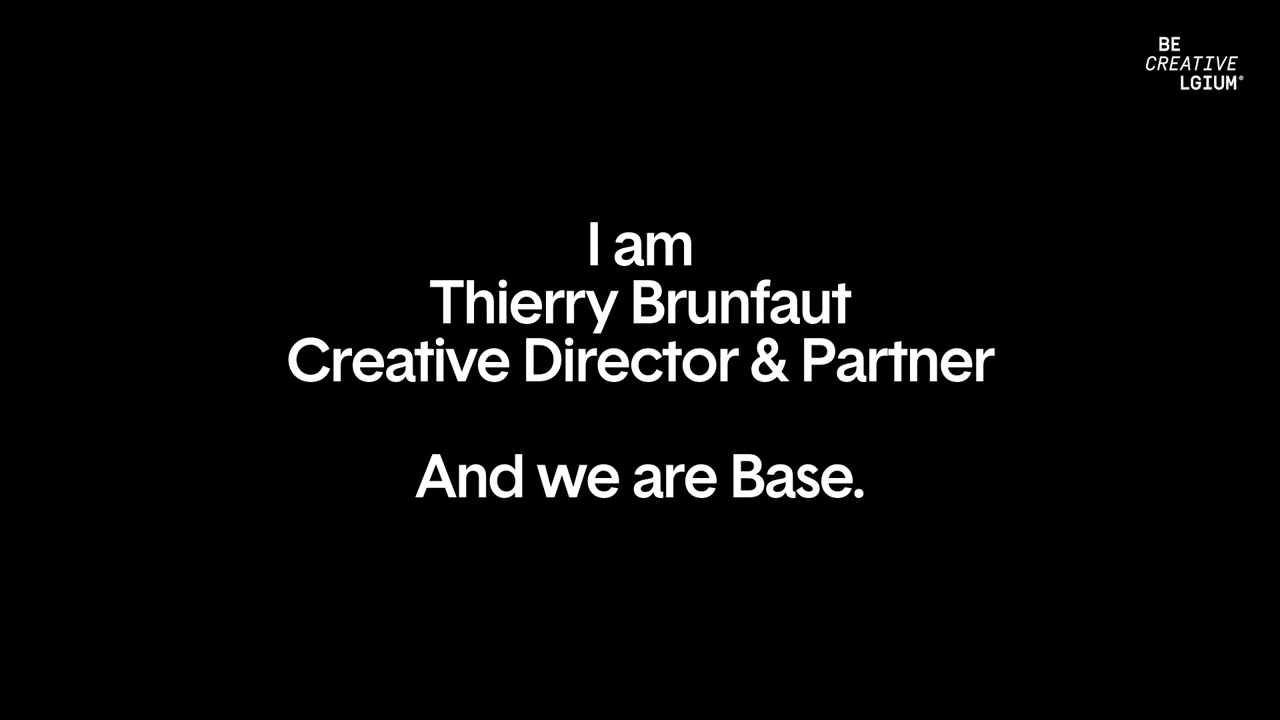 BE
CREATIVE
LGIUM®
I am
Thierry Brunfaut
Creative Director & Partner
And we are Base.